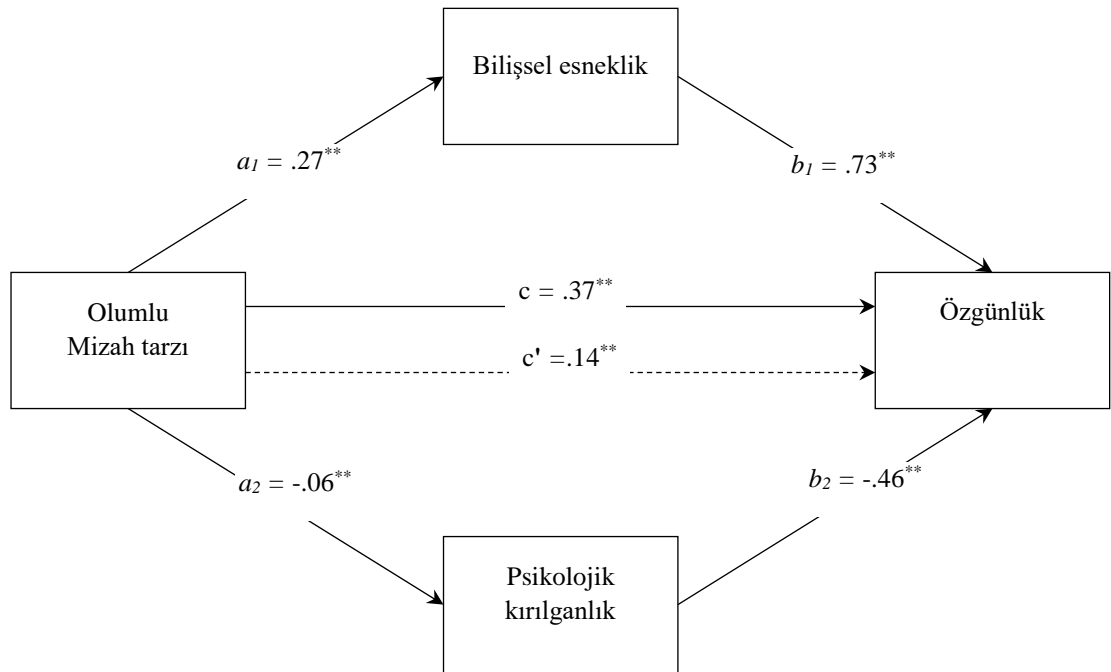 Bilişsel esneklik
a1 = .27**
b1 = .73**
Olumlu
Mizah tarzı
c = .37**
c' =.14**
Özgünlük
a2 = -.06**
b2 = -.46**
Psikolojik
kırılganlık